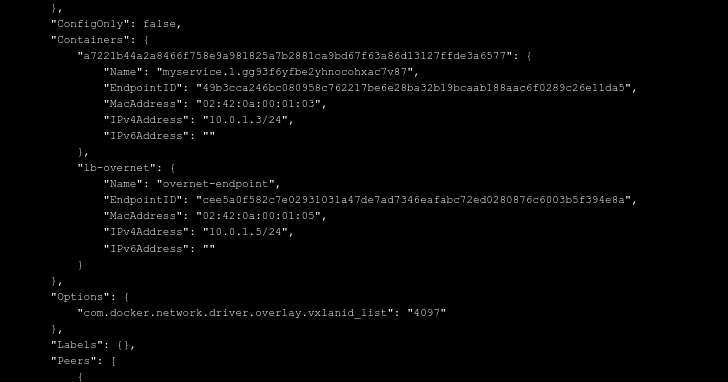 },
"ConfigOnly": false,
"Containers": {
"a7221b44a2a8466f758e9a981825a7b2881ca9bd67f63a86d13127ffde3a6577": {
"Name": "myservice.1.gg93f6yfbe2yhnocohxac7v87",
"EndpointID": "49b3cca246bc080958c762217be6e28ba32b19bcaab188aac6f0289c26e11da5",
"MacAddress": "02:42:0a:00:01:03",
"IPv4Address": "10.0.1.3/24",
"IPv6Address": ""
},
"lb-overnet": {
"Name": "overnet-endpoint",
"EndpointID": "cee5a0f582c7e02931031a47de7ad7346eafabc72ed0280876c6003b5f394e8a",
"MacAddress": "02:42:0a:00:01:05",
"IPv4Address": "10.0.1.5/24",
"IPv6Address": ""
}
},
"Options": {
"com.docker.network.driver.overlay.vxlanid_list": "4097"
},
"Labels": {},
"Peers": [
{